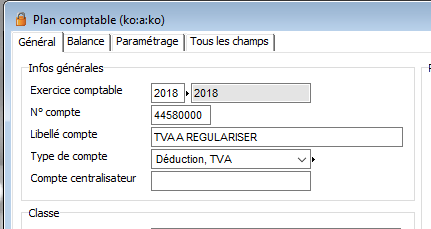 Plan comptable (ko:a:ko)
Général Balance Paramétrage Tous les champs
Infos générales
Exercice comptable 2018 2018
N° compte 44580000
Libellé compte TVA A REGULARISER
Type de compte Déduction, TVA
Compte centralisateur
Classe